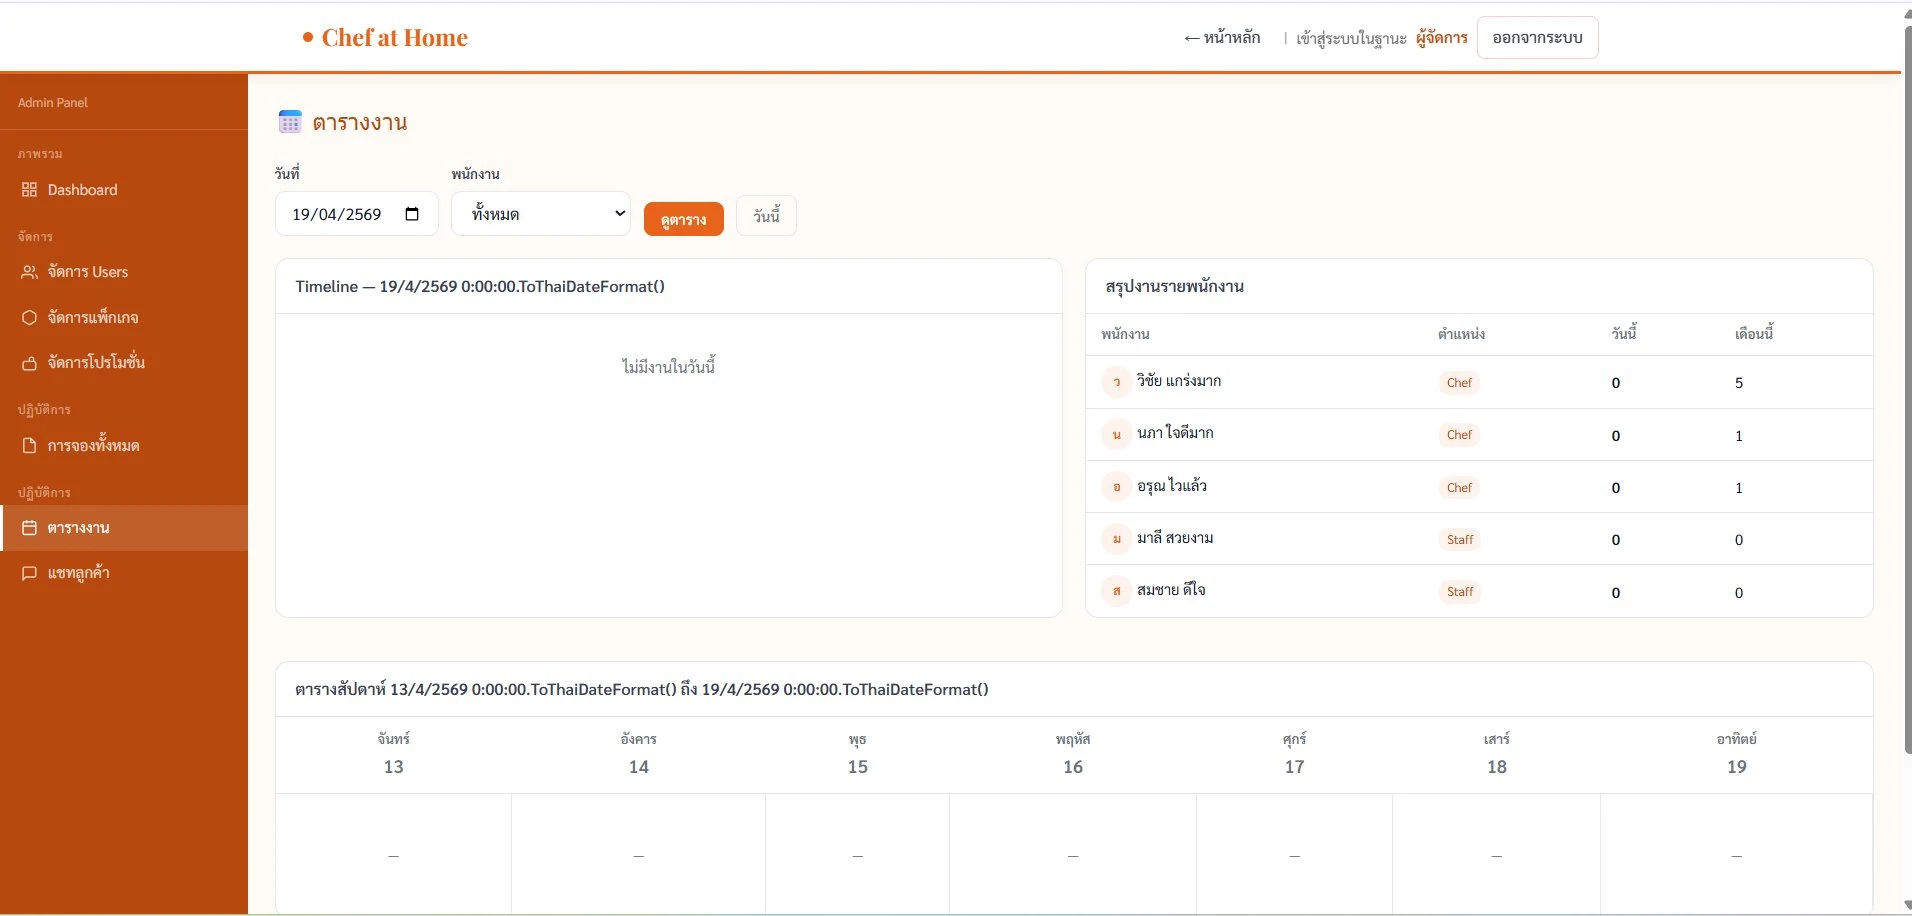 Chef at Home
← หน้าหลัก | เข้าสู่ระบบในฐานะ ผู้จัดการ ออกจากระบบ
Admin Panel
ภาพรวม
Dashboard
จัดการ
จัดการ Users
จัดการแพ็กเกจ
จัดการโปรโมชั่น
ปฏิบัติการ
การจองทั้งหมด
ปฏิบัติการ
ตารางงาน
แชทลูกค้า
ตารางงาน
วันที่ พนักงาน
19/04/2569 ทั้งหมด ดูตาราง วันนี้
Timeline — 19/4/2569 0:00:00.ToThaiDateFormat()
ไม่มีงานในวันนี้
สรุปงานรายพนักงาน
พนักงาน ตำแหน่ง วันนี้ เดือนนี้
ว วิชัย แกร่งมาก Chef 0 5
น นภา ใจดีมาก Chef 0 1
อ อรุณ ไวแล้ว Chef 0 1
ม มาลี สวยงาม Staff 0 0
ส สมชาย ดีใจ Staff 0 0
ตารางสัปดาห์ 13/4/2569 0:00:00.ToThaiDateFormat() ถึง 19/4/2569 0:00:00.ToThaiDateFormat()
จันทร์ อังคาร พุธ พฤหัส ศุกร์ เสาร์ อาทิตย์
13 14 15 16 17 18 19
— — — — — — —